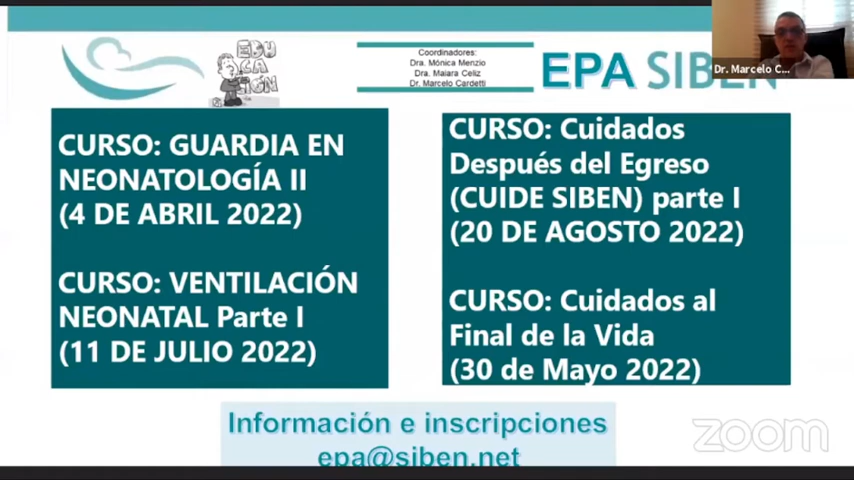 EDU
CA
CIÓN
Coordinadores:
Dra. Mónica Menzio
Dra. Maiara Celiz
Dr. Marcelo Cardetti
EPA SIBEN
Dr. Marcelo C...
CURSO: GUARDIA EN
NEONATOLOGÍA II
(4 DE ABRIL 2022)
CURSO: VENTILACIÓN
NEONATAL Parte I
(11 DE JULIO 2022)
CURSO: Cuidados
Después del Egreso
(CUIDE SIBEN) parte I
(20 DE AGOSTO 2022)
CURSO: Cuidados al
Final de la Vida
(30 de Mayo 2022)
Información e inscripciones
epa@siben.net
zoom